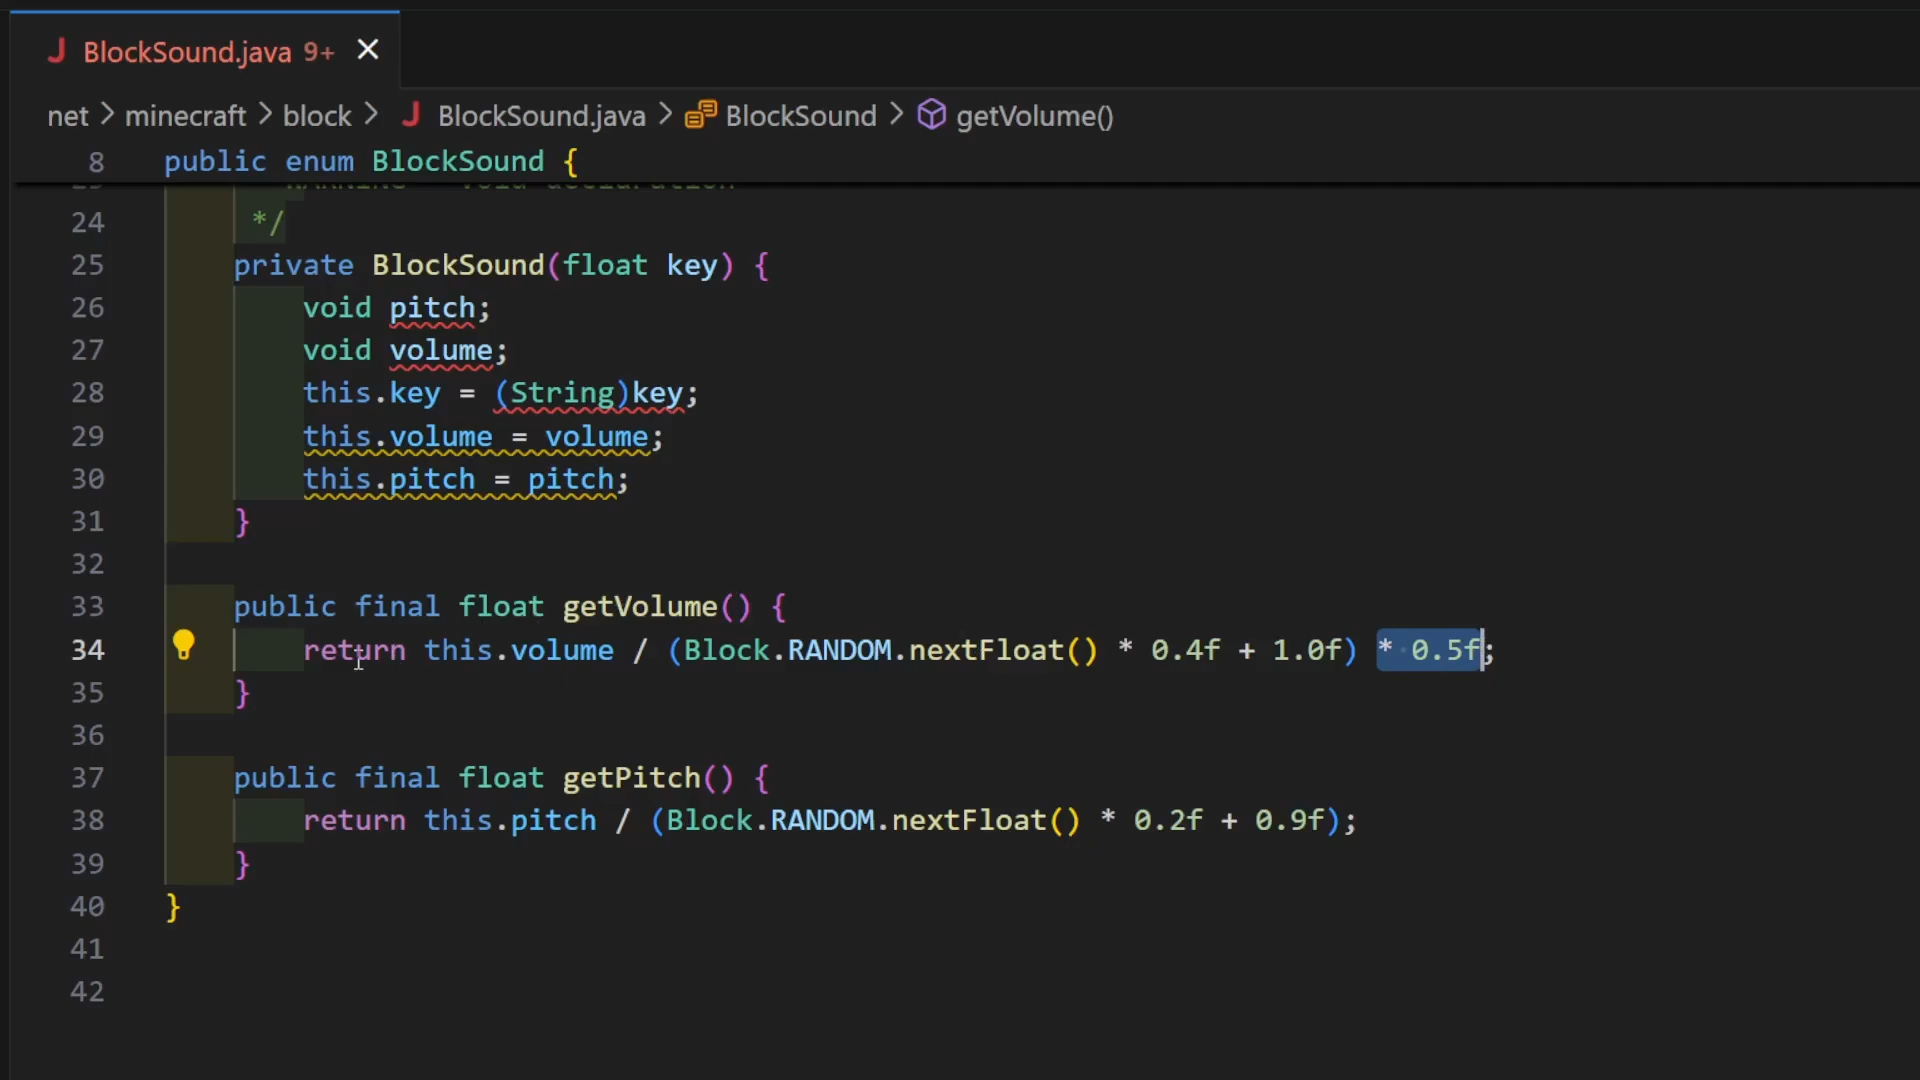 BlockSound.java 9+
net > minecraft > block > BlockSound.java > BlockSound > getVolume()
8 public enum BlockSound {
24 */
25 private BlockSound(float key) {
26 void pitch;
27 void volume;
28 this.key = (String)key;
29 this.volume = volume;
30 this.pitch = pitch;
31 }
32
33 public final float getVolume() {
34 return this.volume / (Block.RANDOM.nextFloat() * 0.4f + 1.0f) * 0.5f;
35 }
36
37 public final float getPitch() {
38 return this.pitch / (Block.RANDOM.nextFloat() * 0.2f + 0.9f);
39 }
40 }
41
42